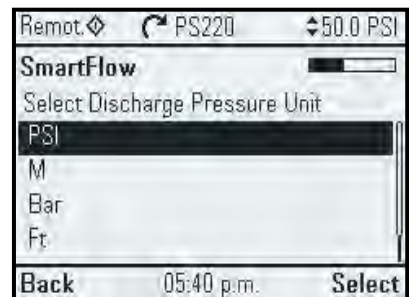 Remot. PS220 50.0 PSI
SmartFlow
Select Discharge Pressure Unit
PSI
M
Bar
Ft
Back 05:40 p.m. Select